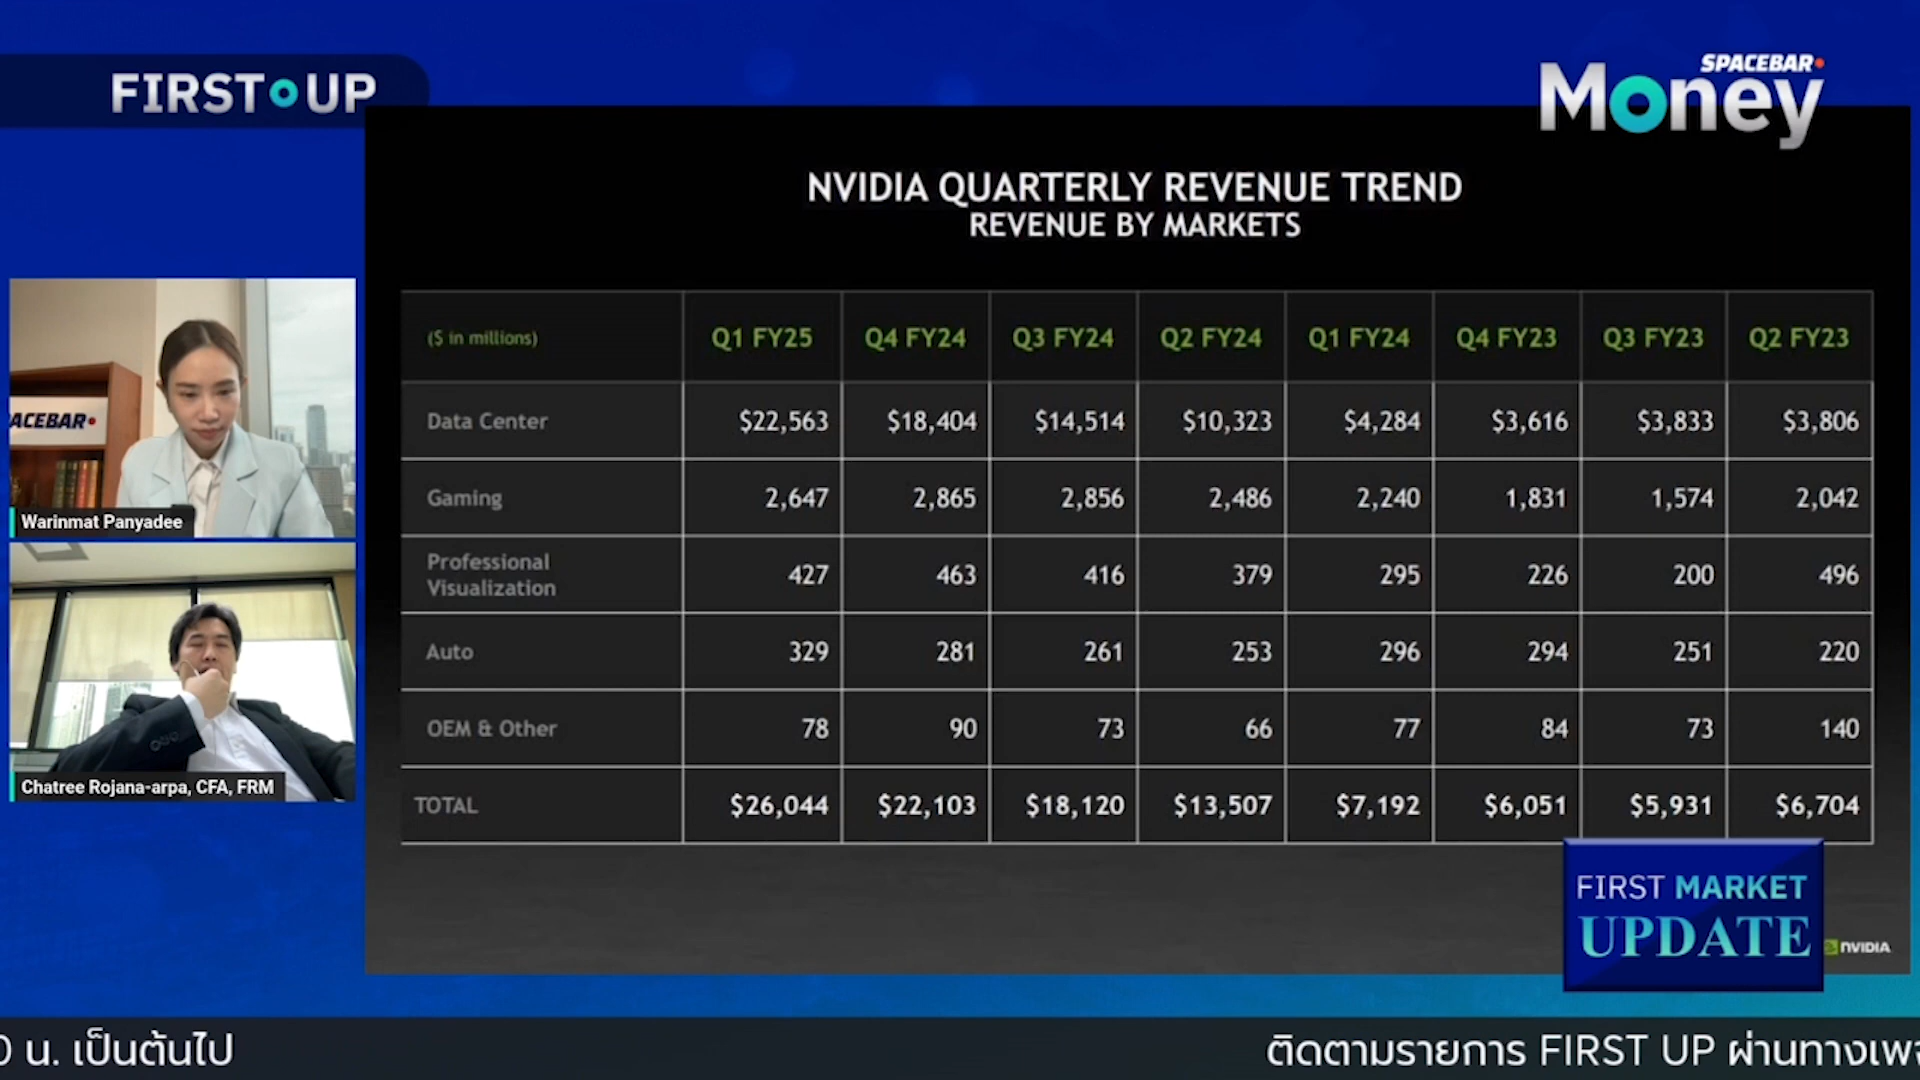 FIRST UP
SPACEBAR
Money
NVIDIA QUARTERLY REVENUE TREND
REVENUE BY MARKETS
($ in millions) Q1 FY25 Q4 FY24 Q3 FY24 Q2 FY24 Q1 FY24 Q4 FY23 Q3 FY23 Q2 FY23
Data Center $22,563 $18,404 $14,514 $10,323 $4,284 $3,616 $3,833 $3,806
Gaming 2,647 2,865 2,856 2,486 2,240 1,831 1,574 2,042
Professional
Visualization 427 463 416 379 295 226 200 496
Auto 329 281 261 253 296 294 251 220
OEM & Other 78 90 73 66 77 84 73 140
TOTAL $26,044 $22,103 $18,120 $13,507 $7,192 $6,051 $5,931 $6,704
ACEBAR
Warinmat Panyadee
Chatree Rojana-arpa, CFA, FRM
FIRST MARKET
UPDATE
NVIDIA
0 น. เป็นต้นไป
ติดตามรายการ FIRST UP ผ่านทางเพจ